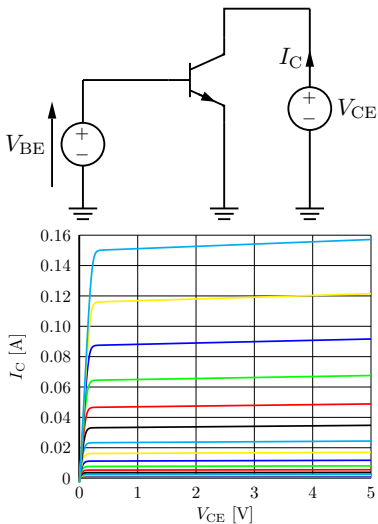 I_C
+
−
V_CE
V_BE
+
−
0.16
0.14
0.12
0.10
0.08
0.06
0.04
0.02
0
I_C [A]
0 1 2 3 4 5
V_CE [V]